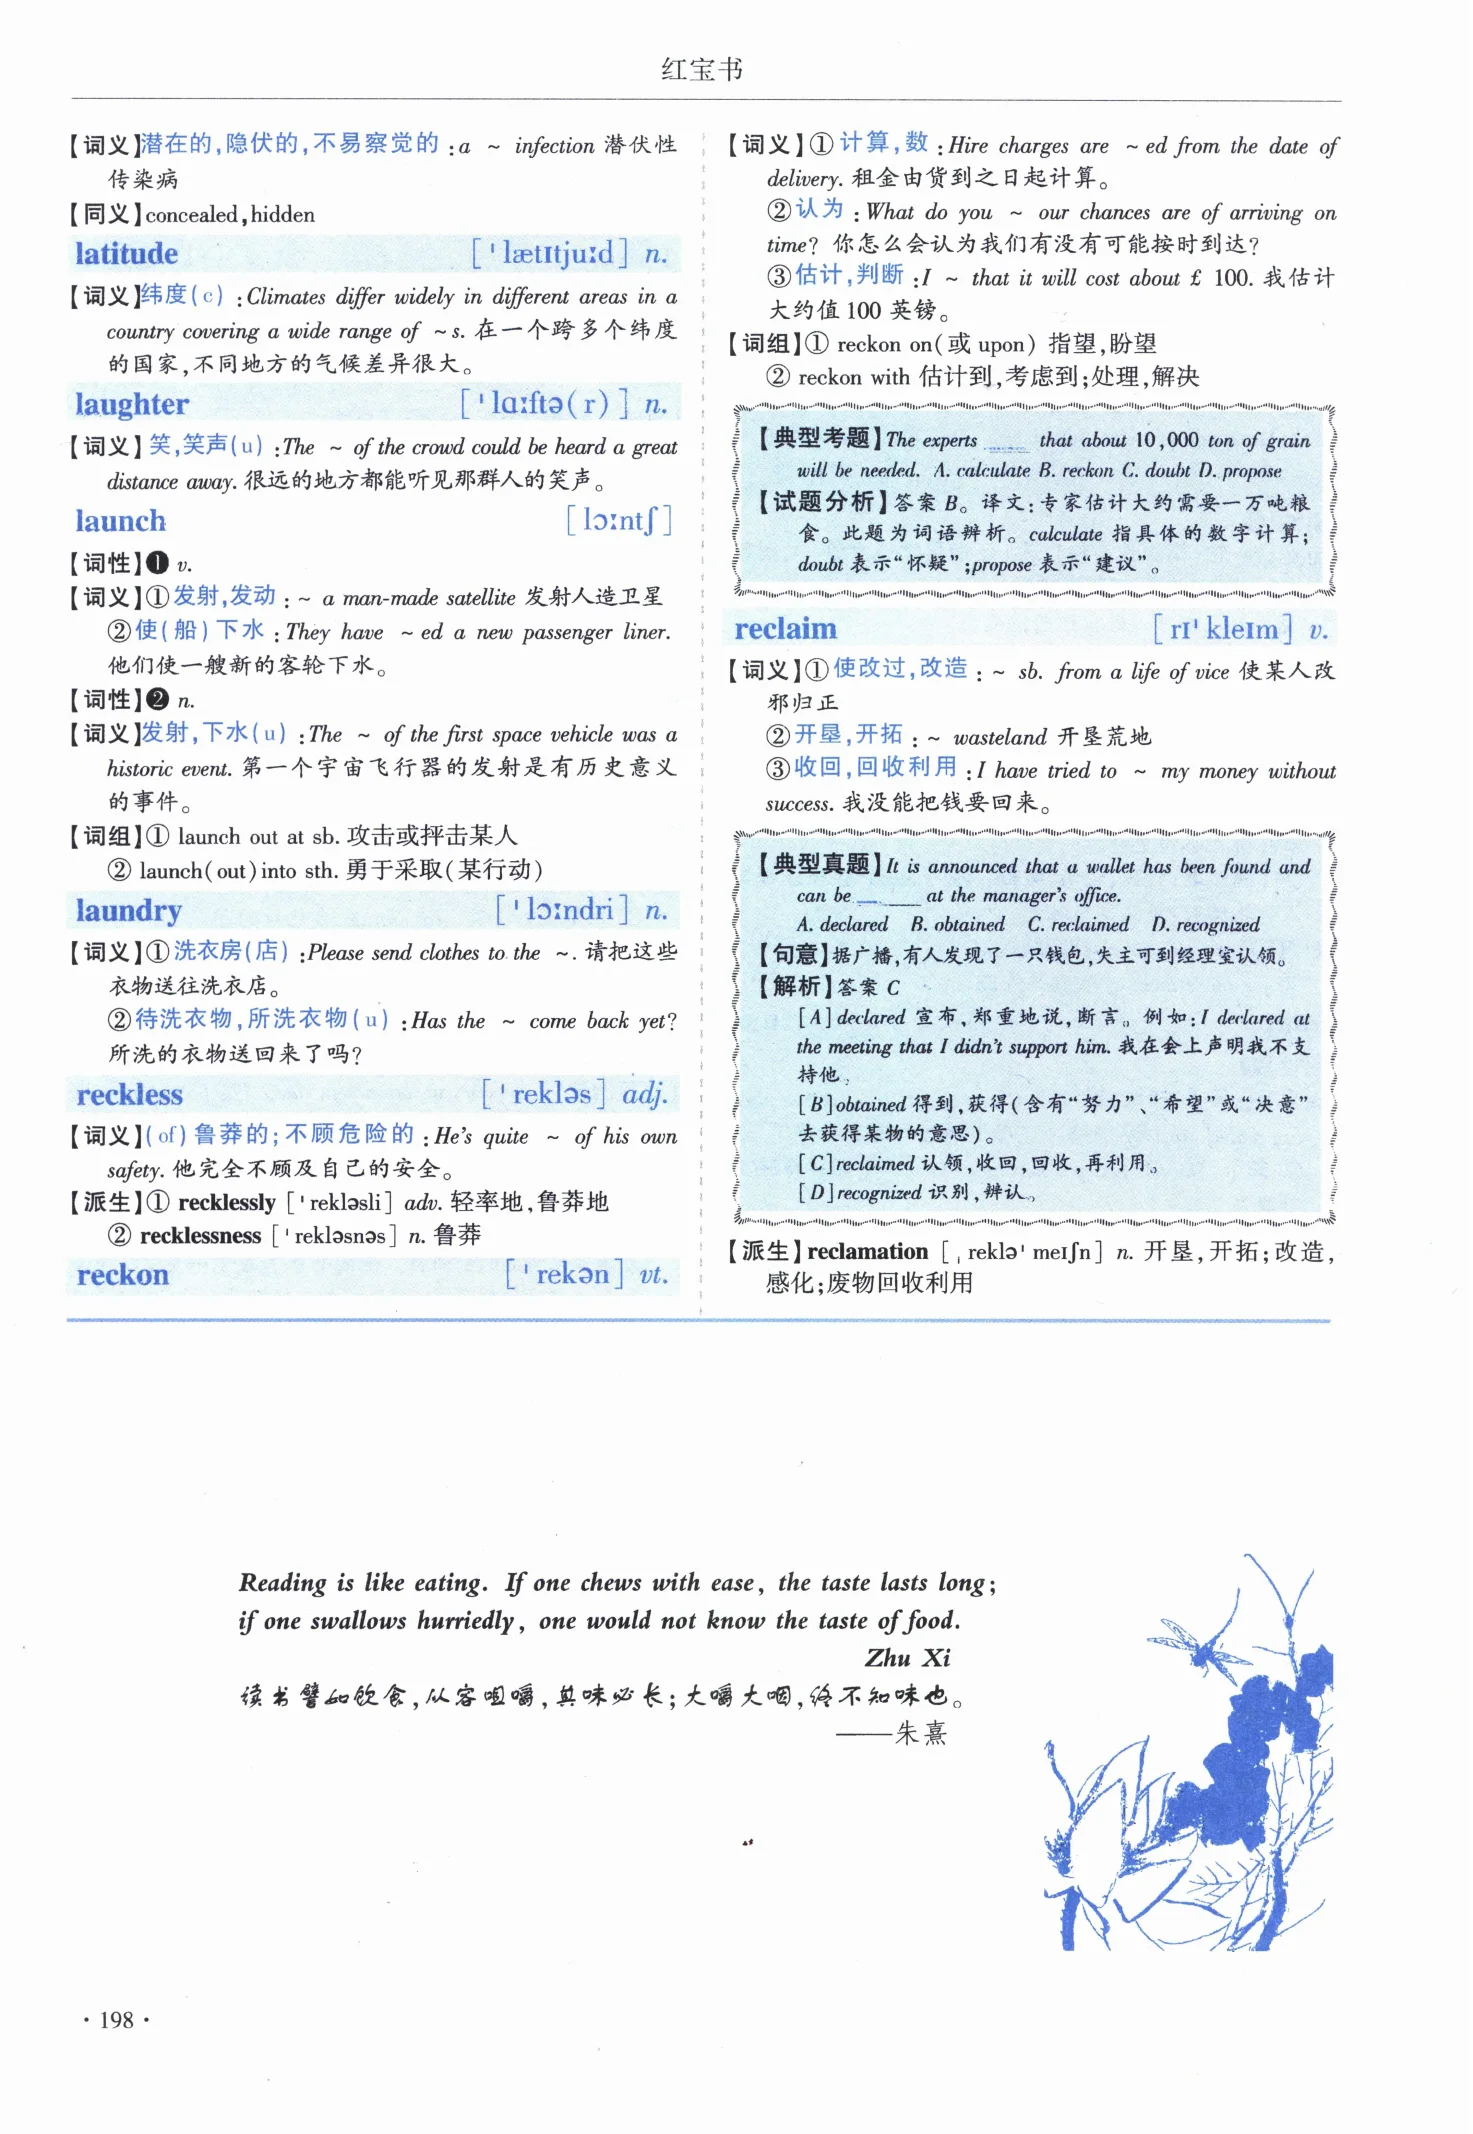 红宝书
【词义】潜在的,隐伏的,不易察觉的:a ~ infection 潜伏性
传染病
【同义】concealed,hidden
latitude [ˈlætɪtjuːd] n.
【词义】纬度(c):Climates differ widely in different areas in a
country covering a wide range of ~s. 在一个跨多个纬度
的国家,不同地方的气候差异很大。
laughter [ˈlɑːftə(r)] n.
【词义】笑,笑声(u):The ~ of the crowd could be heard a great
distance away. 很远的地方都能听见那群人的笑声。
launch [lɔːntʃ]
【词性】❶ v.
【词义】①发射,发动:~ a man-made satellite 发射人造卫星
②使(船)下水:They have ~ed a new passenger liner.
他们使一艘新的客轮下水。
【词性】❷ n.
【词义】发射,下水(u):The ~ of the first space vehicle was a
historic event. 第一个宇宙飞行器的发射是有历史意义
的事件。
【词组】① launch out at sb. 攻击或抨击某人
② launch(out)into sth. 勇于采取(某行动)
laundry [ˈlɔːndri] n.
【词义】①洗衣房(店):Please send clothes to the ~. 请把这些
衣物送往洗衣店。
②待洗衣物,所洗衣物(u):Has the ~ come back yet?
所洗的衣物送回来了吗?
reckless [ˈrekləs] adj.
【词义】(of)鲁莽的;不顾危险的:He's quite ~ of his own
safety. 他完全不顾及自己的安全。
【派生】① recklessly [ˈrekləsli] adv. 轻率地,鲁莽地
② recklessness [ˈrekləsnəs] n. 鲁莽
reckon [ˈrekən] vt.
【词义】①计算,数:Hire charges are ~ed from the date of
delivery. 租金由货到之日起计算。
②认为:What do you ~ our chances are of arriving on
time? 你怎么会认为我们有没有可能按时到达?
③估计,判断:I ~ that it will cost about £ 100. 我估计
大约值100英镑。
【词组】① reckon on(或 upon) 指望,盼望
② reckon with 估计到,考虑到;处理,解决
【典型考题】The experts ____ that about 10,000 ton of grain
will be needed. A. calculate B. reckon C. doubt D. propose
【试题分析】答案 B。译文:专家估计大约需要一万吨粮
食。此题为词语辨析。calculate 指具体的数字计算;
doubt 表示“怀疑”;propose 表示“建议”。
reclaim [rɪˈkleɪm] v.
【词义】①使改过,改造:~ sb. from a life of vice 使某人改
邪归正
②开垦,开拓:~ wasteland 开垦荒地
③收回,回收利用:I have tried to ~ my money without
success. 我没能把钱要回来。
【典型真题】It is announced that a wallet has been found and
can be ____ at the manager's office.
A. declared B. obtained C. reclaimed D. recognized
【句意】据广播,有人发现了一只钱包,失主可到经理室认领。
【解析】答案 C
[A]declared 宣布,郑重地说,断言。例如:I declared at
the meeting that I didn't support him. 我在会上声明我不支
持他。
[B]obtained 得到,获得(含有“努力”、“希望”或“决意”
去获得某物的意思)。
[C]reclaimed 认领,收回,回收,再利用。
[D]recognized 识别,辨认。
【派生】reclamation [ˌrekləˈmeɪʃn] n. 开垦,开拓;改造,
感化;废物回收利用
Reading is like eating. If one chews with ease, the taste lasts long;
if one swallows hurriedly, one would not know the taste of food.
Zhu Xi
读书譬如饮食,从容咀嚼,其味必长;大嚼大咽,终不知味也。
——朱熹
·198·